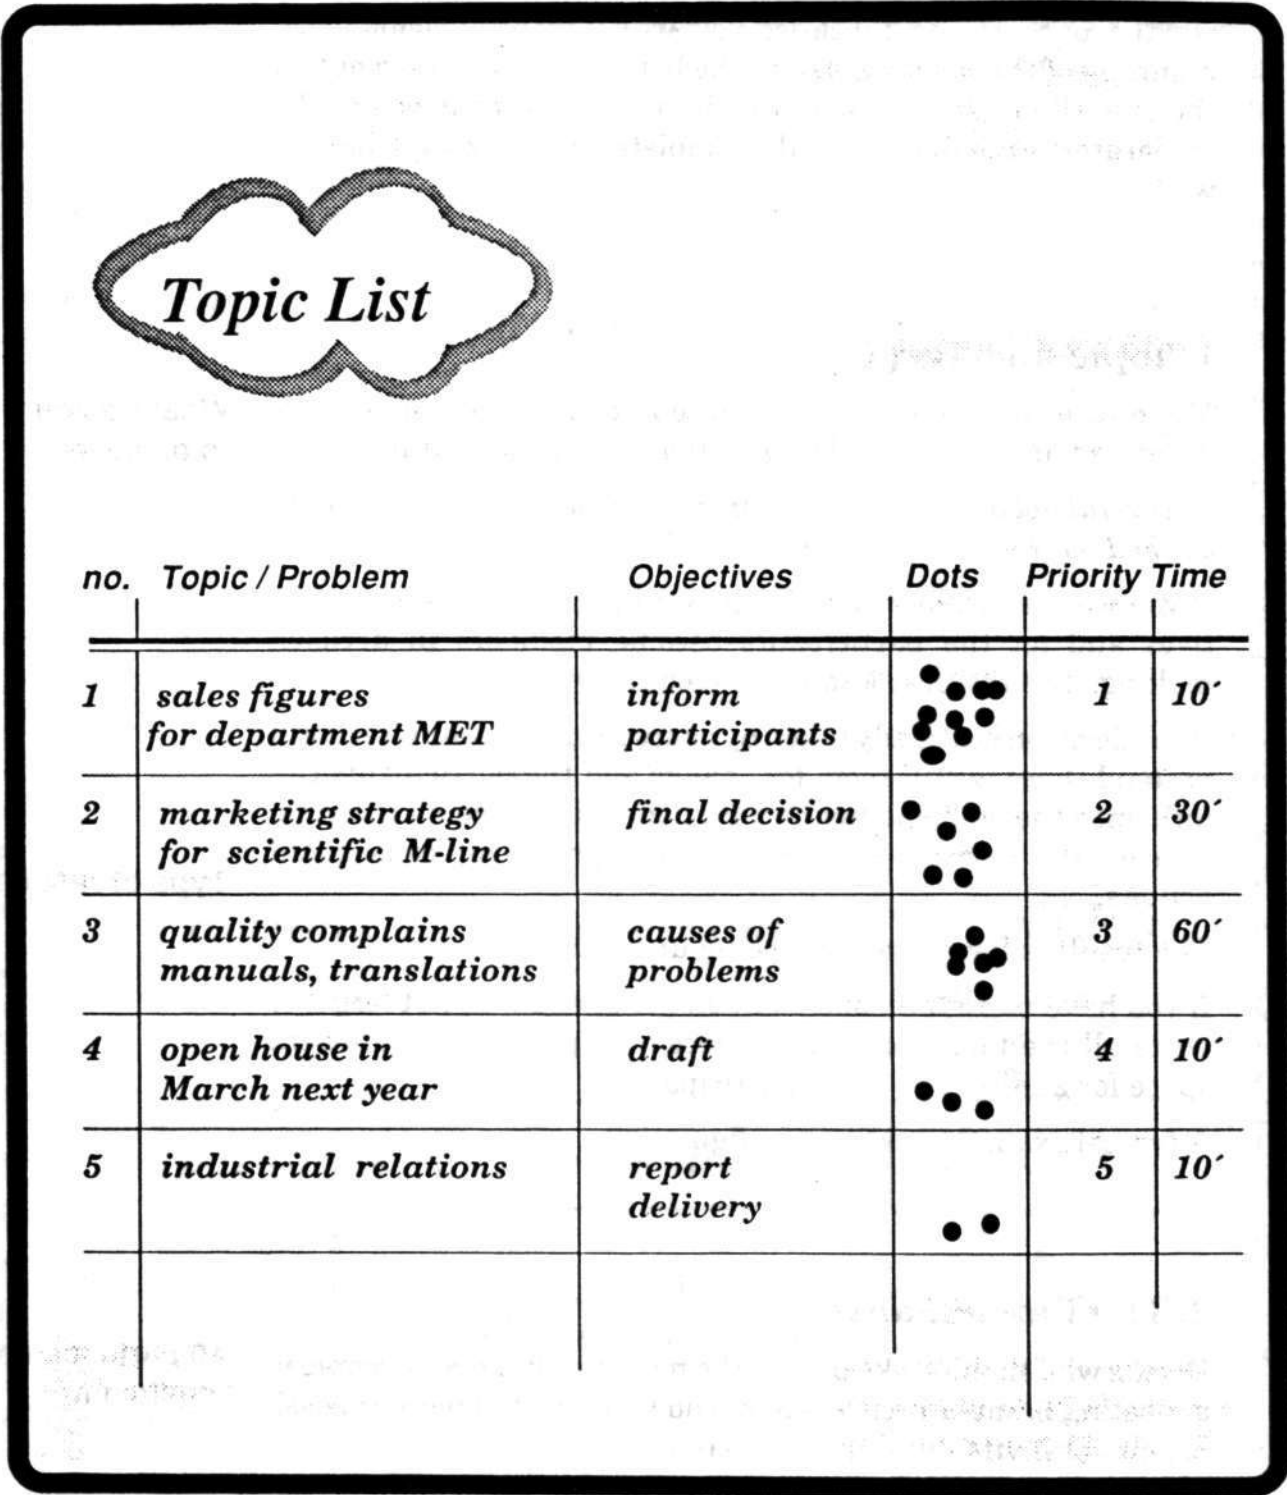 Topic List
no. Topic / Problem Objectives Dots Priority Time
1 sales figures inform 1 10´
for department MET participants
2 marketing strategy final decision 2 30´
for scientific M-line
3 quality complains causes of 3 60´
manuals, translations problems
4 open house in draft 4 10´
March next year
5 industrial relations report 5 10´
delivery